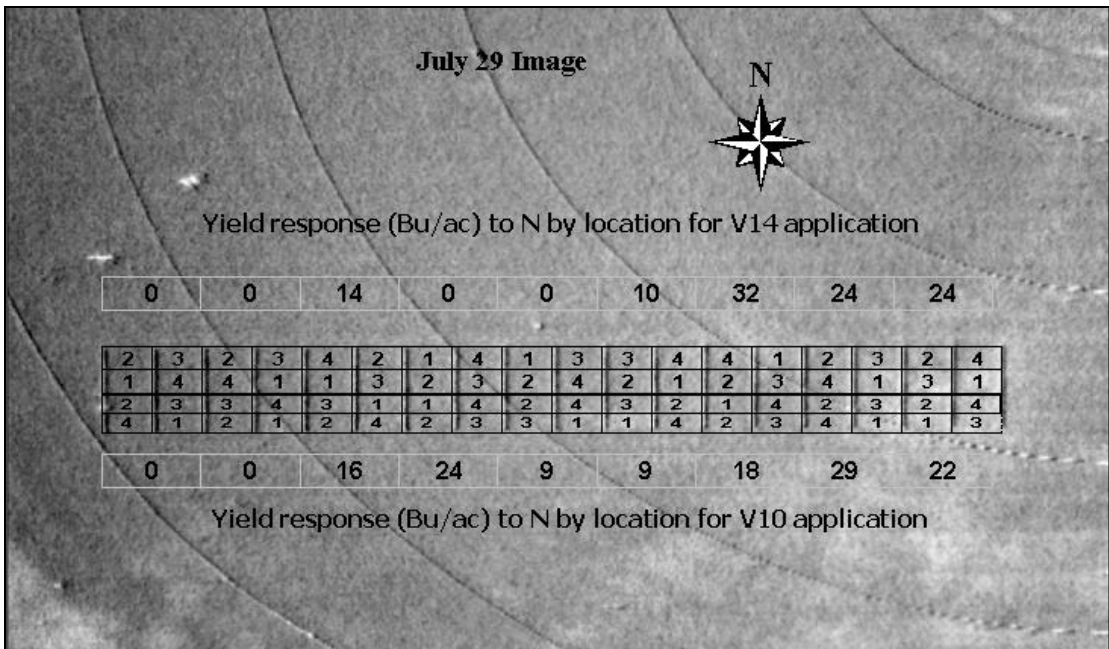 July 29 Image
N
Yield response (Bu/ac) to N by location for V14 application
0 0 14 0 0 10 32 24 24
2 3 2 3 4 2 1 4 1 3 3 4 4 1 2 3 2 4
1 4 4 1 1 3 2 3 2 4 2 1 2 3 4 1 3 1
2 3 3 4 3 1 1 4 2 4 3 2 1 4 2 3 2 4
4 1 2 1 2 4 2 3 3 1 1 4 2 3 4 1 1 3
0 0 16 24 9 9 18 29 22
Yield response (Bu/ac) to N by location for V10 application